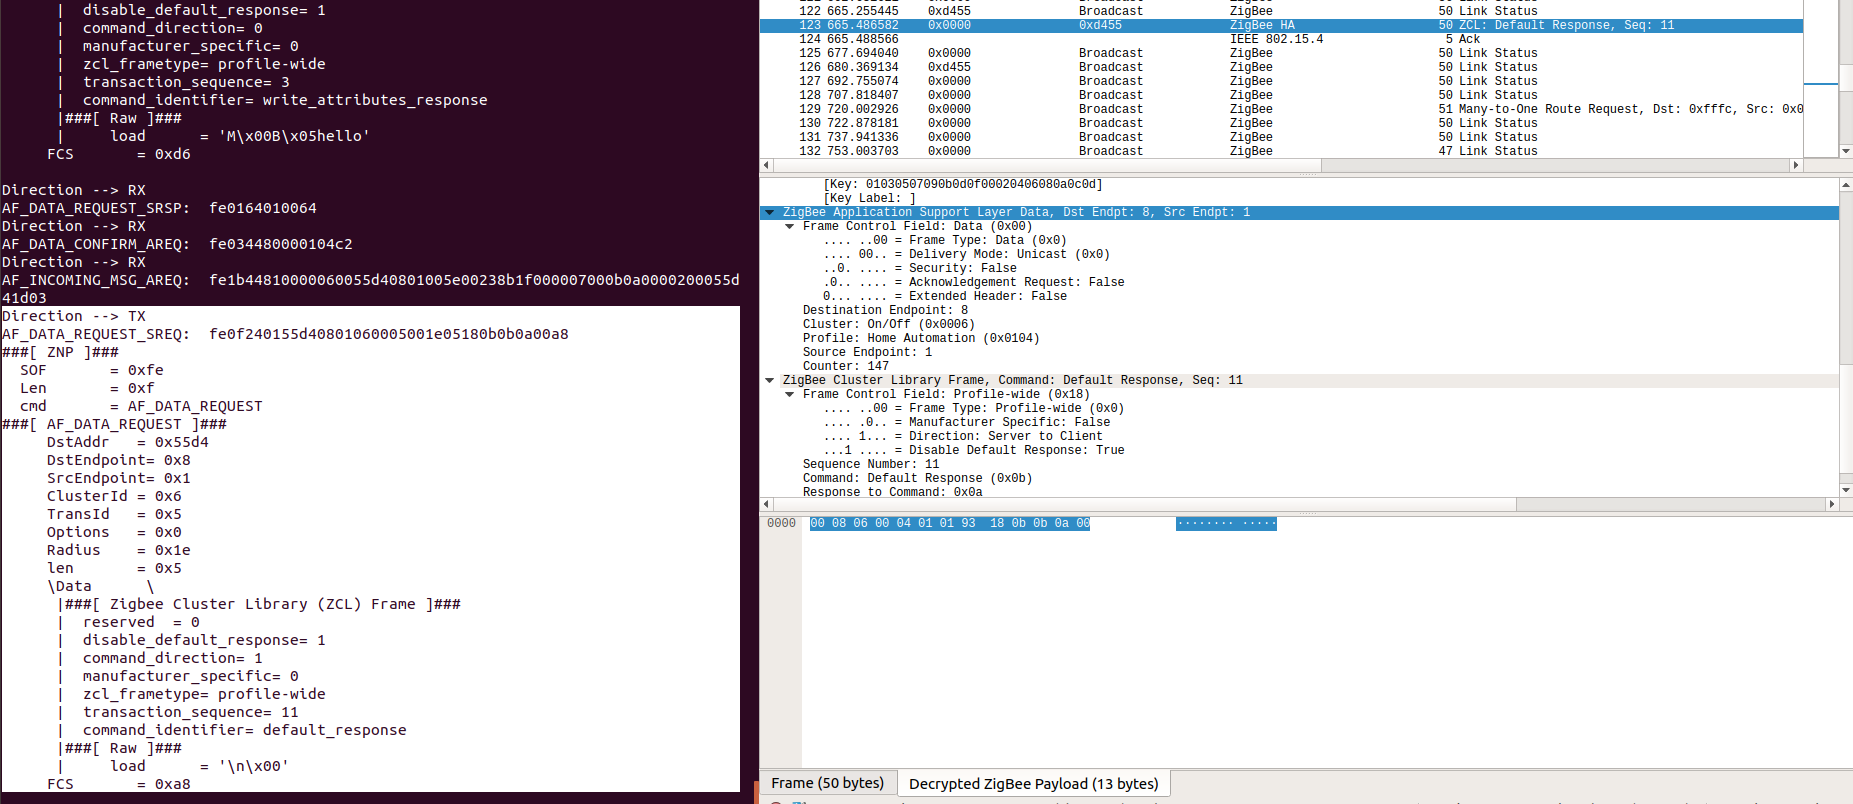 |  disable_default_response= 1
|  command_direction= 0
|  manufacturer_specific= 0
|  zcl_frametype= profile-wide
|  transaction_sequence= 3
|  command_identifier= write_attributes_response
|###[ Raw ]###
|     load      = 'M\x00B\x05hello'
FCS       = 0xd6
Direction --> RX
AF_DATA_REQUEST_SRSP:  fe0164010064
Direction --> RX
AF_DATA_CONFIRM_AREQ:  fe034480000104c2
Direction --> RX
AF_INCOMING_MSG_AREQ:  fe1b44810000060055d40801005e00238b1f000007000b0a0000200055d
41d03
Direction --> TX
AF_DATA_REQUEST_SREQ:  fe0f240155d40801060005001e05180b0b0a00a8
###[ ZNP ]###
SOF       = 0xfe
Len       = 0xf
cmd       = AF_DATA_REQUEST
###[ AF_DATA_REQUEST ]###
DstAddr   = 0x55d4
DstEndpoint= 0x8
SrcEndpoint= 0x1
ClusterId = 0x6
TransId   = 0x5
Options   = 0x0
Radius    = 0x1e
len       = 0x5
\Data      \
|###[ Zigbee Cluster Library (ZCL) Frame ]###
|  reserved  = 0
|  disable_default_response= 1
|  command_direction= 1
|  manufacturer_specific= 0
|  zcl_frametype= profile-wide
|  transaction_sequence= 11
|  command_identifier= default_response
|###[ Raw ]###
|     load      = '\n\x00'
FCS       = 0xa8
122 665.255445 0xd455 Broadcast ZigBee 50 Link Status
123 665.486582 0x0000 0xd455 ZigBee HA 50 ZCL: Default Response, Seq: 11
124 665.488566 IEEE 802.15.4 5 Ack
125 677.694040 0x0000 Broadcast ZigBee 50 Link Status
126 680.369134 0xd455 Broadcast ZigBee 50 Link Status
127 692.755074 0x0000 Broadcast ZigBee 50 Link Status
128 707.818407 0x0000 Broadcast ZigBee 50 Link Status
129 720.002926 0x0000 Broadcast ZigBee 51 Many-to-One Route Request, Dst: 0xfffc, Src: 0x0
130 722.878181 0x0000 Broadcast ZigBee 50 Link Status
131 737.941336 0x0000 Broadcast ZigBee 50 Link Status
132 753.003703 0x0000 Broadcast ZigBee 47 Link Status
[Key: 01030507090b0d0f00020406080a0c0d]
[Key Label: ]
ZigBee Application Support Layer Data, Dst Endpt: 8, Src Endpt: 1
Frame Control Field: Data (0x00)
.... ..00 = Frame Type: Data (0x0)
.... 00.. = Delivery Mode: Unicast (0x0)
..0. .... = Security: False
.0.. .... = Acknowledgement Request: False
0... .... = Extended Header: False
Destination Endpoint: 8
Cluster: On/Off (0x0006)
Profile: Home Automation (0x0104)
Source Endpoint: 1
Counter: 147
ZigBee Cluster Library Frame, Command: Default Response, Seq: 11
Frame Control Field: Profile-wide (0x18)
.... ..00 = Frame Type: Profile-wide (0x0)
.... .0.. = Manufacturer Specific: False
.... 1... = Direction: Server to Client
...1 .... = Disable Default Response: True
Sequence Number: 11
Command: Default Response (0x0b)
Response to Command: 0x0a
0000 00 08 06 00 04 01 01 93  18 0b 0b 0a 00 ········ ·····
Frame (50 bytes) Decrypted ZigBee Payload (13 bytes)